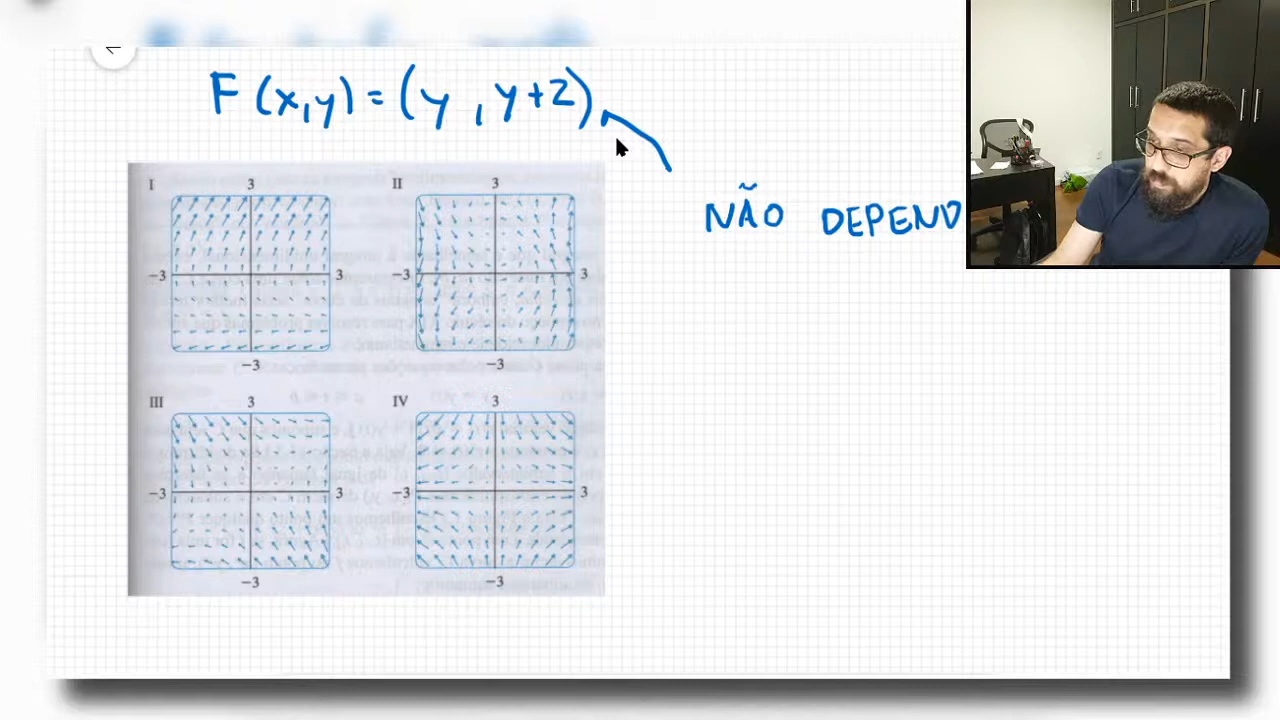 F(x,y) = (y, y+2)
NÃO DEPEND
I 3 II 3
-3 3 -3 3
-3 -3
III 3 IV 3
-3 3 -3 3
-3 -3